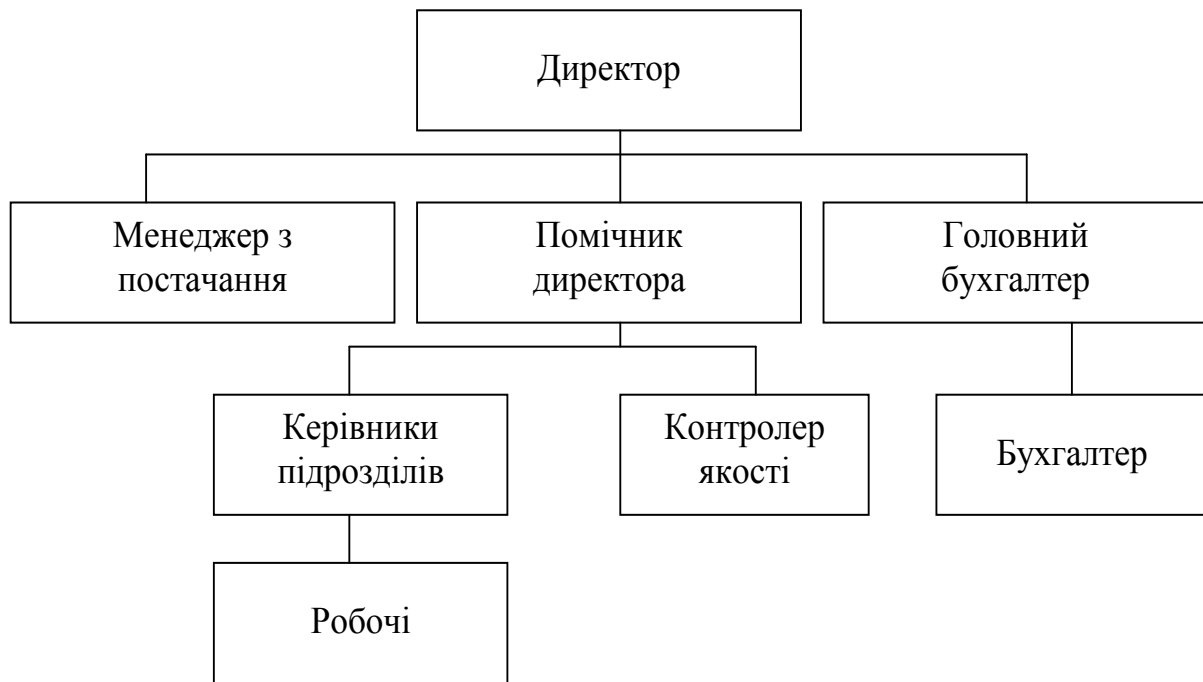 Директор
Менеджер з
постачання
Помічник
директора
Головний
бухгалтер
Керівники
підрозділів
Контролер
якості
Бухгалтер
Робочі